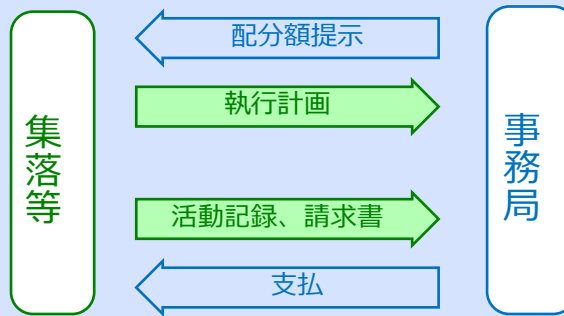 集落等
配分額提示
執行計画
活動記録、請求書
支払
事務局